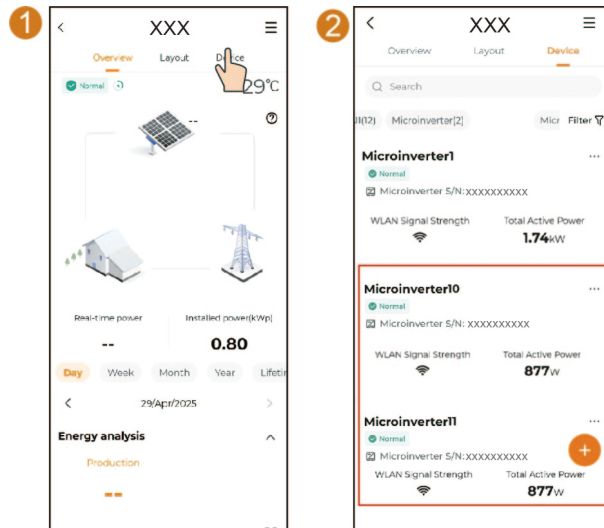 1
XXX
Overview Layout Device
Normal 29°C
--
Real-time power Installed power(kWp)
-- 0.80
Day Week Month Year Lifetim
29/Apr/2025
Energy analysis
Production
--
2
XXX
Overview Layout Device
Search
(12) Microinverter(2) Micr Filter
Microinverter1
Normal
Microinverter S/N: XXXXXXXXXX
WLAN Signal Strength Total Active Power
1.74kW
Microinverter10
Normal
Microinverter S/N: XXXXXXXXXX
WLAN Signal Strength Total Active Power
877W
Microinverter11
Normal
Microinverter S/N: XXXXXXXXXX
WLAN Signal Strength Total Active Power
877W